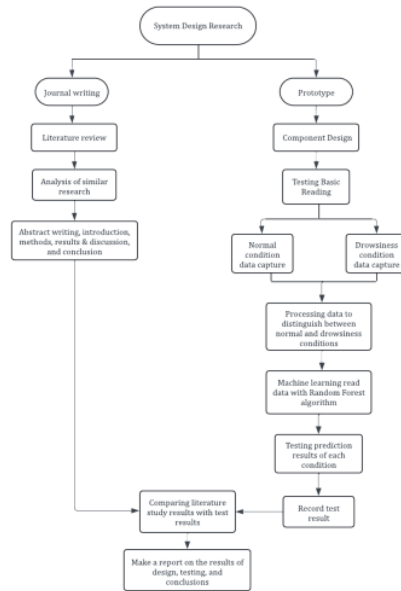 System Design Research
Journal writing
Prototype
Literature review
Component Design
Analysis of similar
research
Testing Basic
Reading
Abstract writing, introduction,
methods, results & discussion,
and conclusion
Normal
condition
data capture
Drowsiness
condition
data capture
Processing data to
distinguish between
normal and drowsiness
conditions
Machine learning read
data with Random Forest
algorithm
Testing prediction
results of each
condition
Comparing literature
study results with test
results
Record test
result
Make a report on the results of
design, testing, and
conclusions